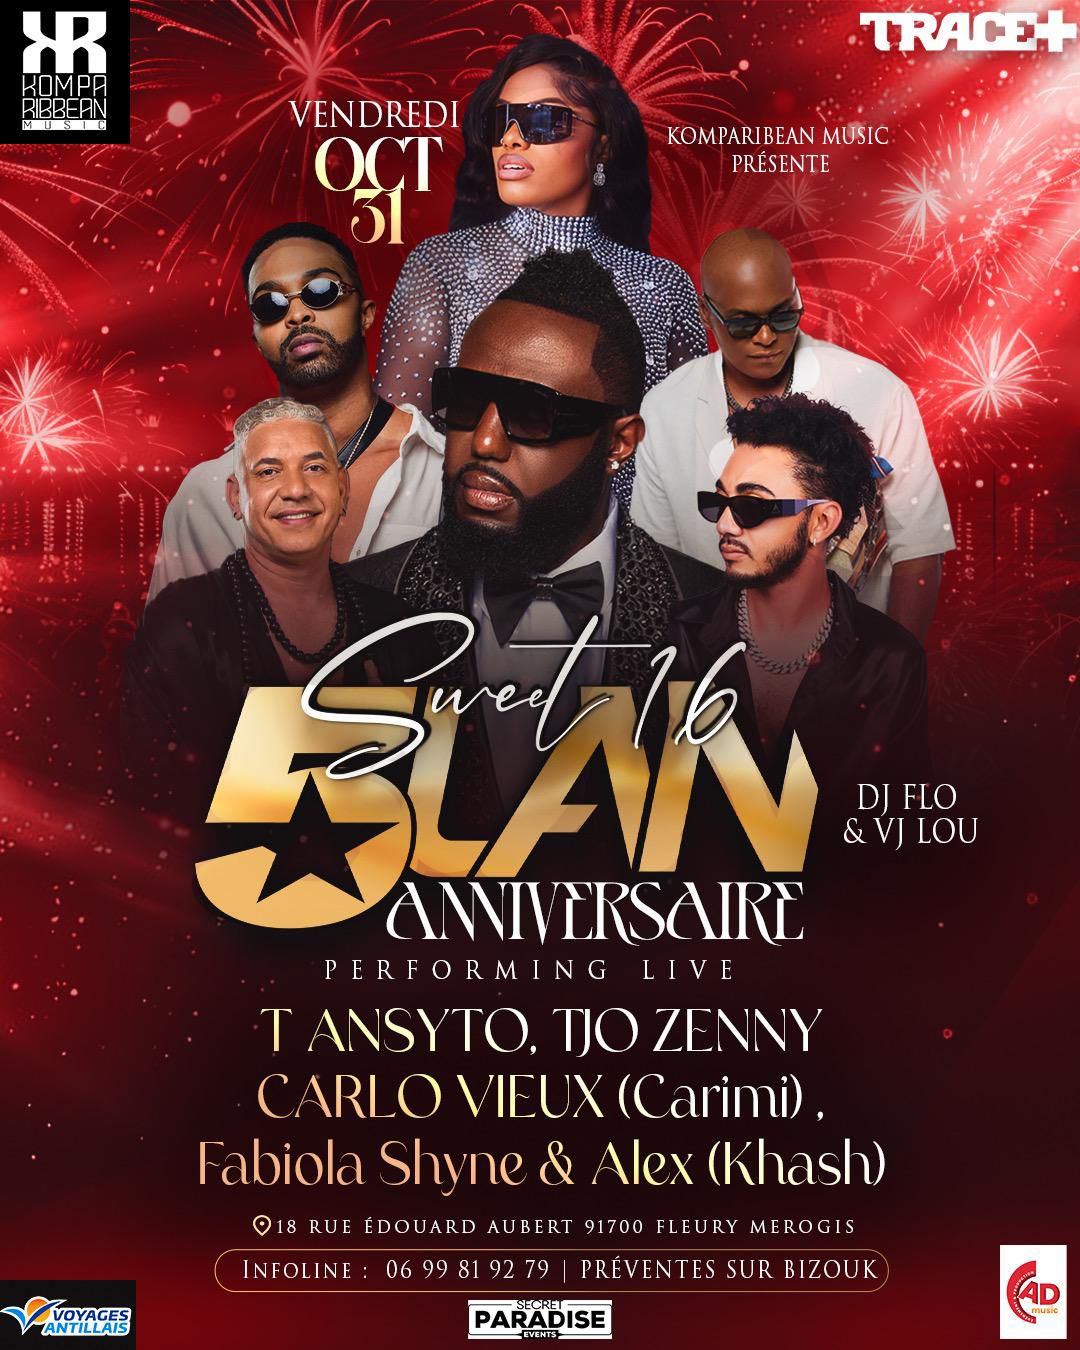 KOMPA
RIBBEAN
MUSIC
TRACE+
VENDREDI
OCT
31
KOMPARIBEAN MUSIC
PRÉSENTE
Sweet 16
5LAN
ANNIVERSAIRE
DJ FLO
& VJ LOU
PERFORMING LIVE
T ANSYTO, TJO ZENNY
CARLO VIEUX (Carimi) ,
Fabiola Shyne & Alex (Khash)
18 RUE ÉDOUARD AUBERT 91700 FLEURY MEROGIS
INFOLINE : 06 99 81 92 79 | PRÉVENTES SUR BIZOUK
VOYAGES
ANTILLAIS
SECRET
PARADISE
EVENTS
AD
music